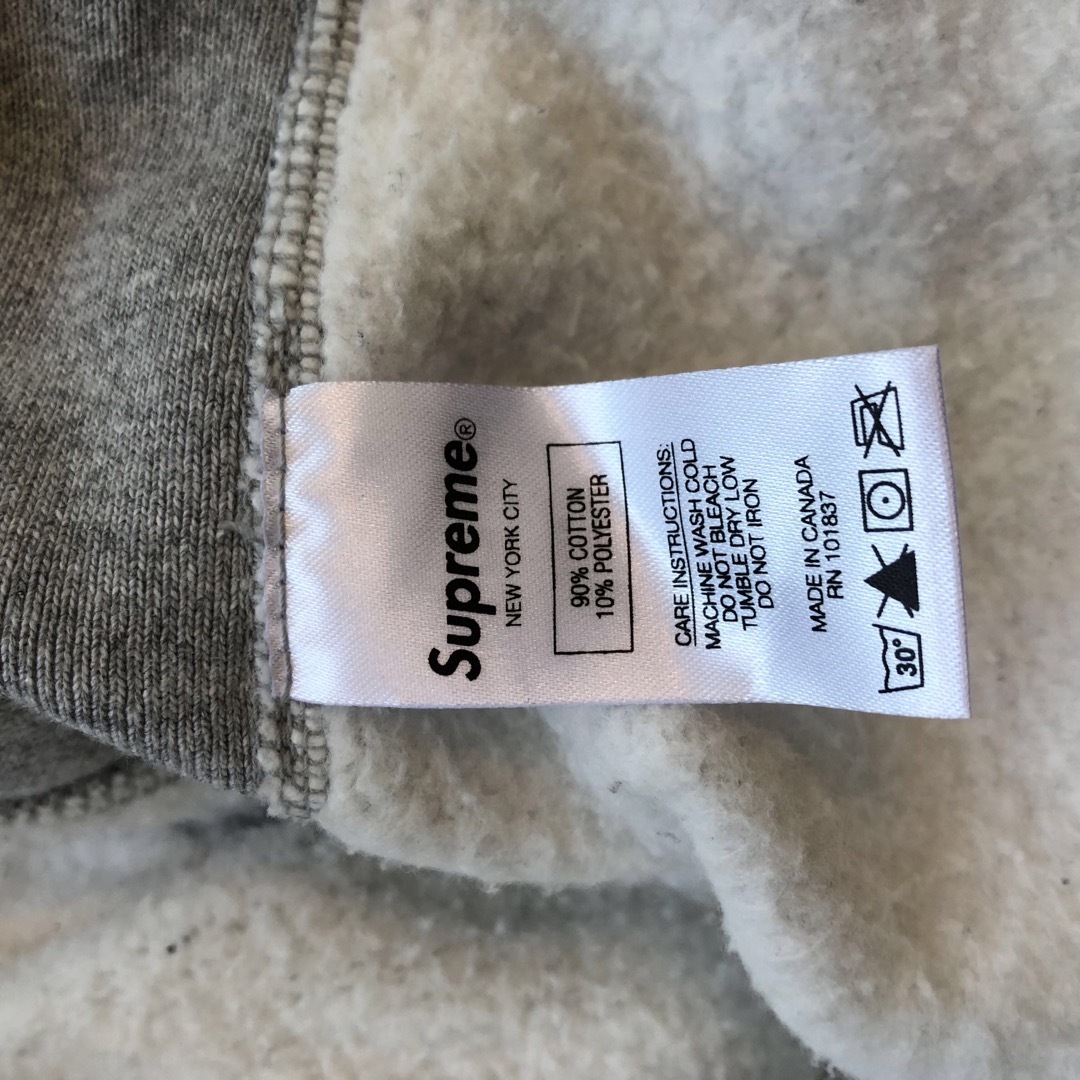 Supreme®
NEW YORK CITY
90% COTTON
10% POLYESTER
CARE INSTRUCTIONS:
MACHINE WASH COLD
DO NOT BLEACH
TUMBLE DRY LOW
DO NOT IRON
MADE IN CANADA
RN 101837
30°